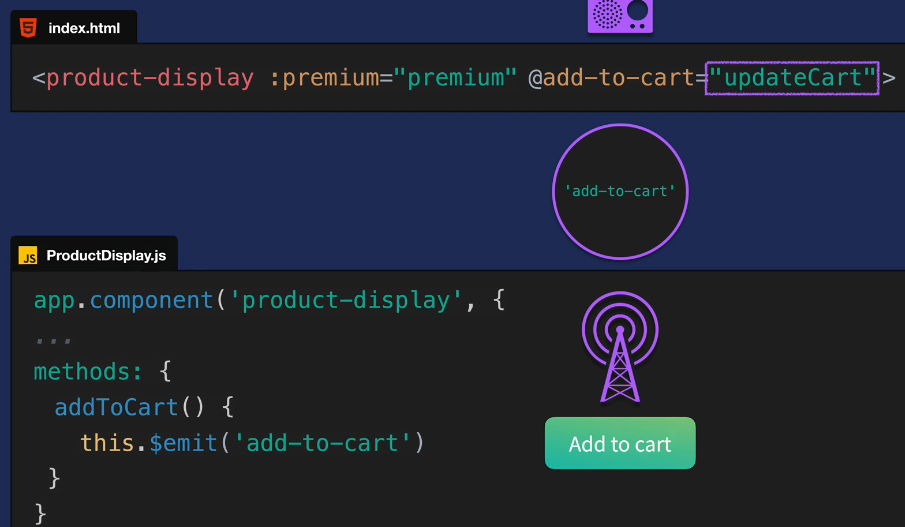 index.html
<product-display :premium="premium" @add-to-cart="updateCart">
'add-to-cart'
JS ProductDisplay.js
app.component('product-display', {
...
methods: {
addToCart() {
this.$emit('add-to-cart')
}
}
Add to cart